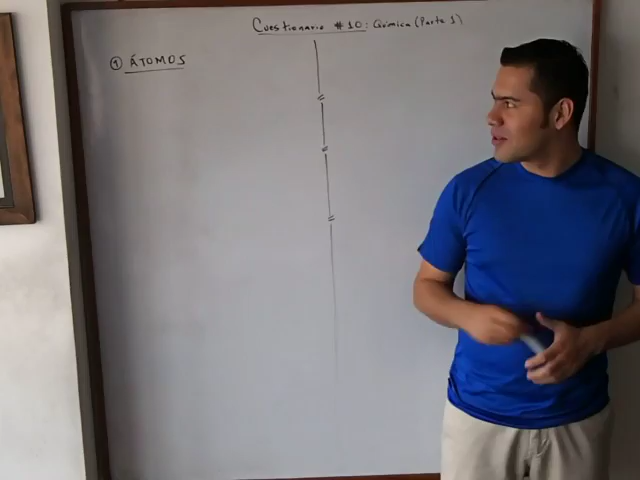 Cuestionario #10: Química (Parte 1)
① ÁTOMOS